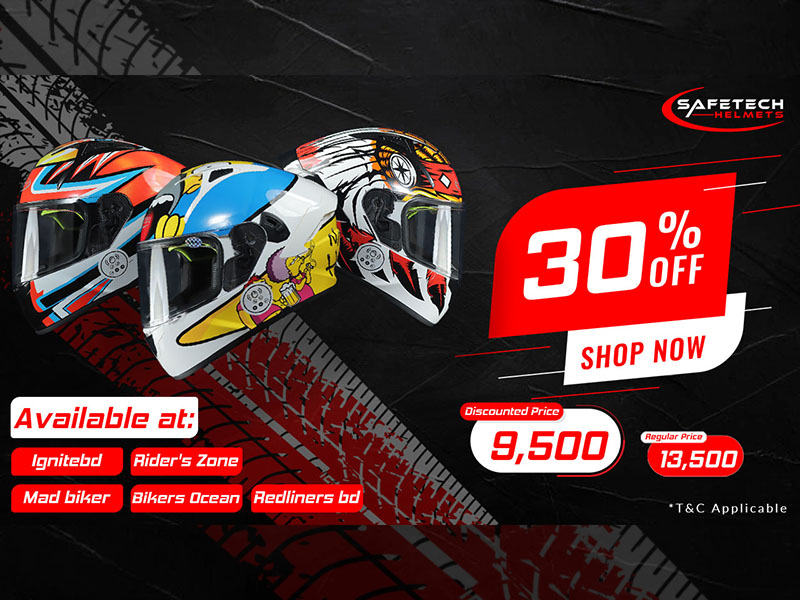 SAFETECH
HELMETS
30% OFF
SHOP NOW
Available at:
Ignitebd
Rider's Zone
Mad biker
Bikers Ocean
Redliners bd
Discounted Price
9,500
Regular Price
13,500
*T&C Applicable